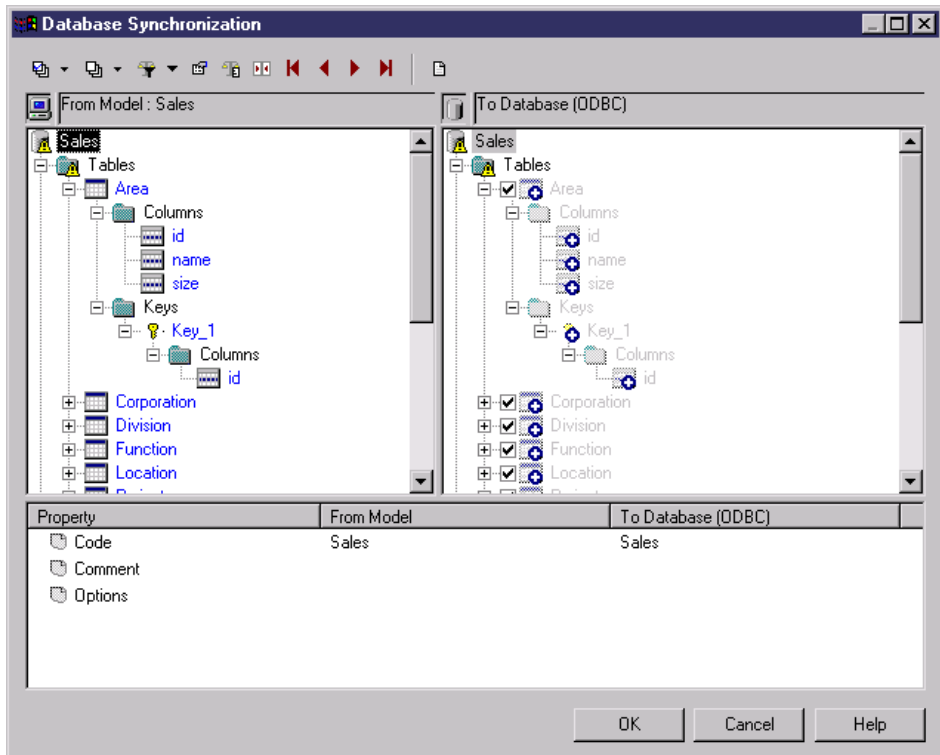 Database Synchronization
From Model : Sales
To Database (ODBC)
Sales
Tables
Area
Columns
id
name
size
Keys
Key_1
Columns
id
Corporation
Division
Function
Location
Sales
Tables
Area
Columns
id
name
size
Keys
Key_1
Columns
id
Corporation
Division
Function
Location
Property From Model To Database (ODBC)
Code Sales Sales
Comment
Options
OK Cancel Help